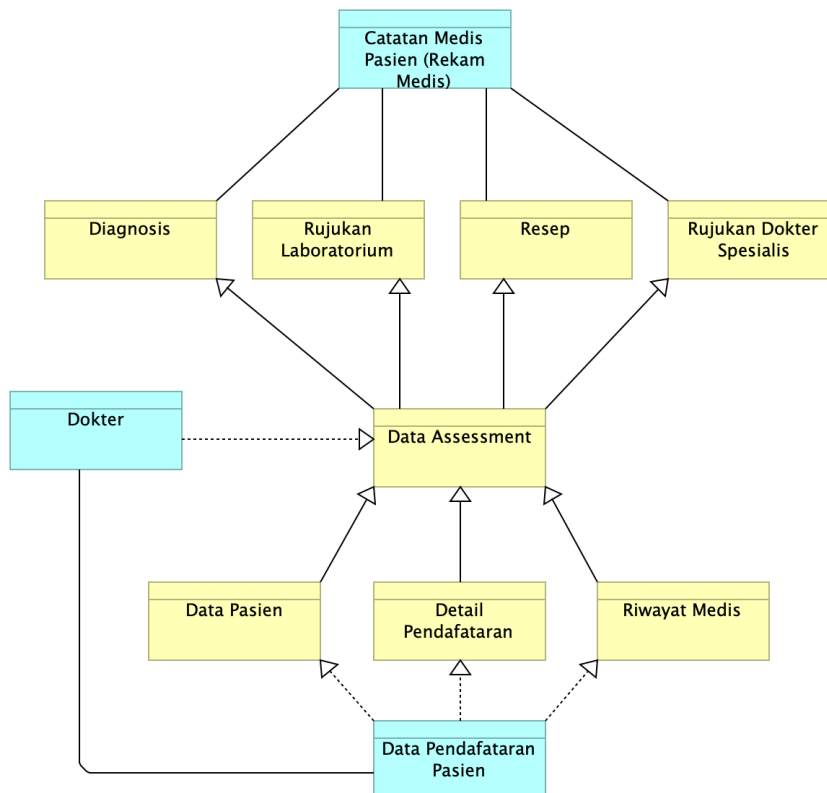 Catatan Medis
Pasien (Rekam
Medis)
Diagnosis
Rujukan
Laboratorium
Resep
Rujukan Dokter
Spesialis
Dokter
Data Assessment
Data Pasien
Detail
Pendafataran
Riwayat Medis
Data Pendafataran
Pasien